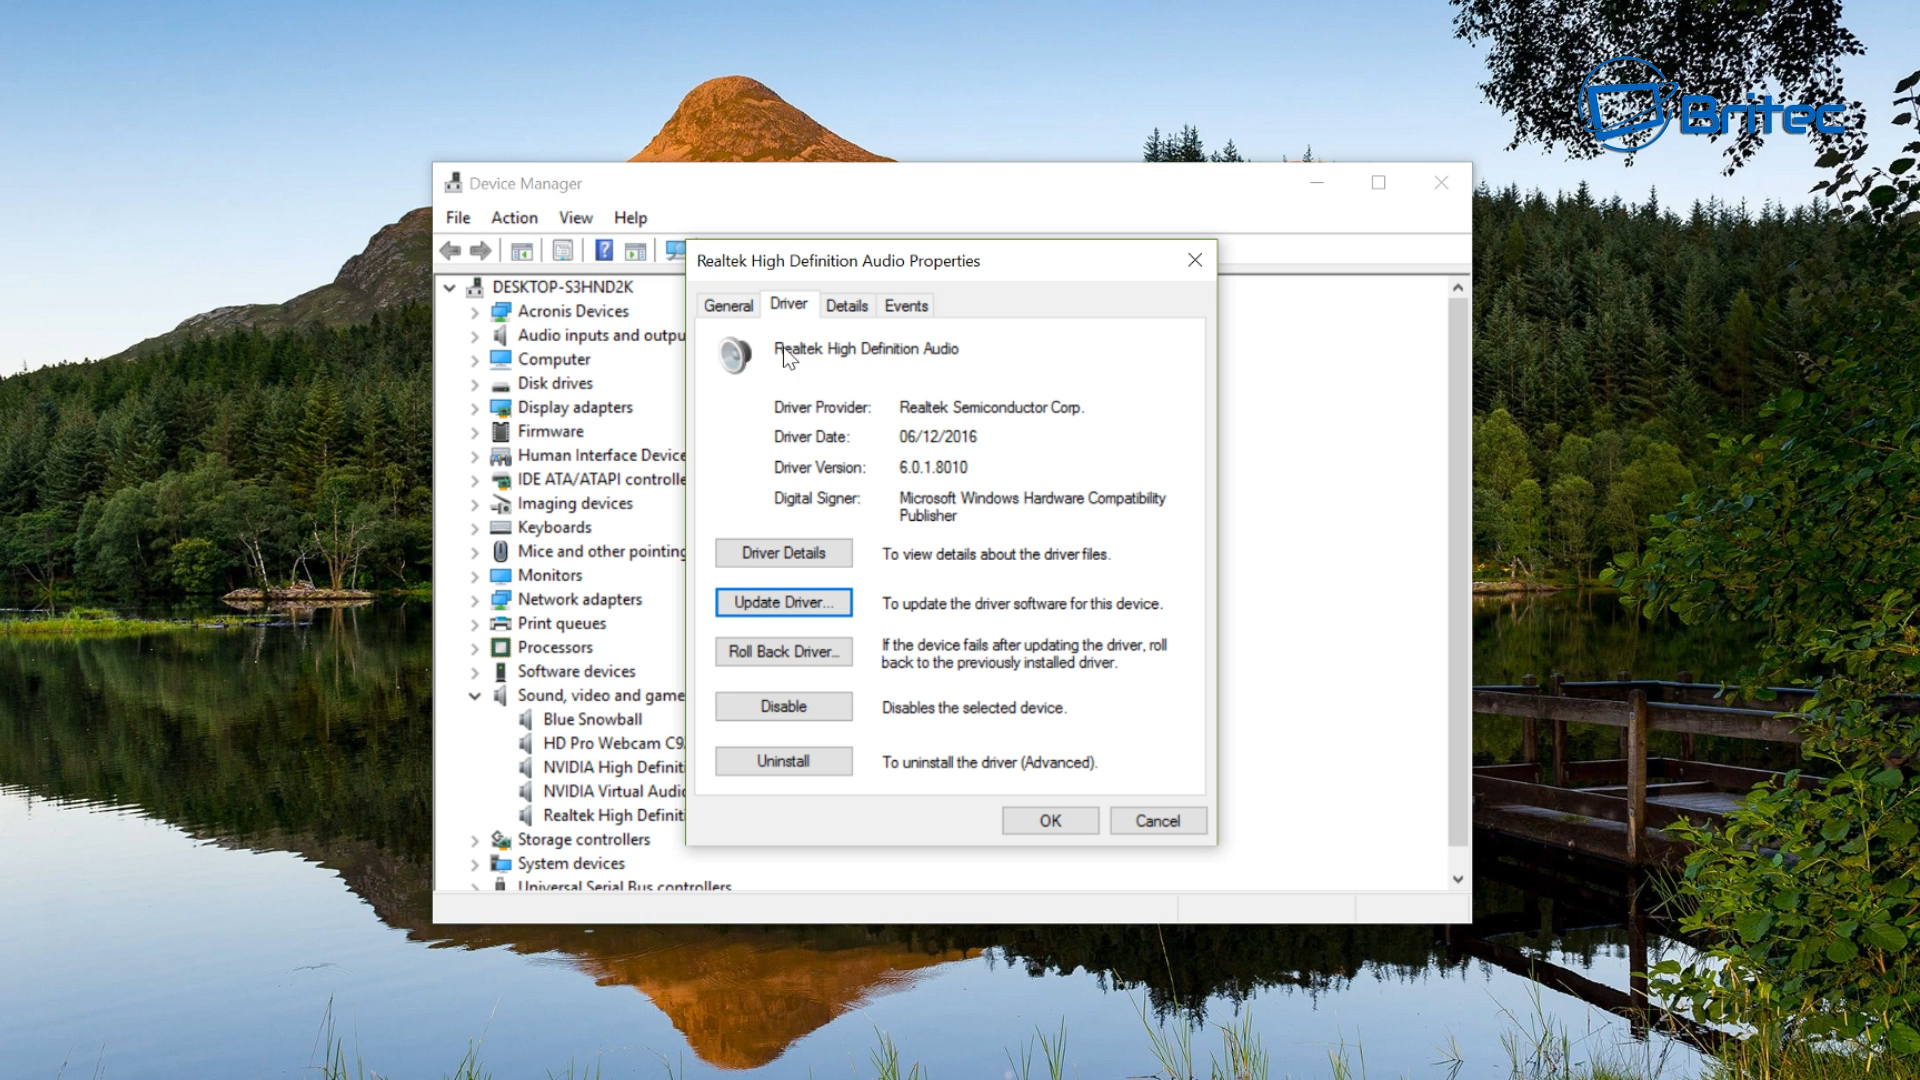 Britec
Device Manager
File Action View Help
Realtek High Definition Audio Properties
DESKTOP-S3HND2K
Acronis Devices
Audio inputs and outpu
Computer
Disk drives
Display adapters
Firmware
Human Interface Device
IDE ATA/ATAPI controlle
Imaging devices
Keyboards
Mice and other pointing
Monitors
Network adapters
Print queues
Processors
Software devices
Sound, video and game
Blue Snowball
HD Pro Webcam C9
NVIDIA High Definiti
NVIDIA Virtual Audio
Realtek High Definit
Storage controllers
System devices
Universal Serial Bus controllers
General Driver Details Events
Realtek High Definition Audio
Driver Provider: Realtek Semiconductor Corp.
Driver Date: 06/12/2016
Driver Version: 6.0.1.8010
Digital Signer: Microsoft Windows Hardware Compatibility
Publisher
Driver Details To view details about the driver files.
Update Driver... To update the driver software for this device.
Roll Back Driver... If the device fails after updating the driver, roll
back to the previously installed driver.
Disable Disables the selected device.
Uninstall To uninstall the driver (Advanced).
OK Cancel